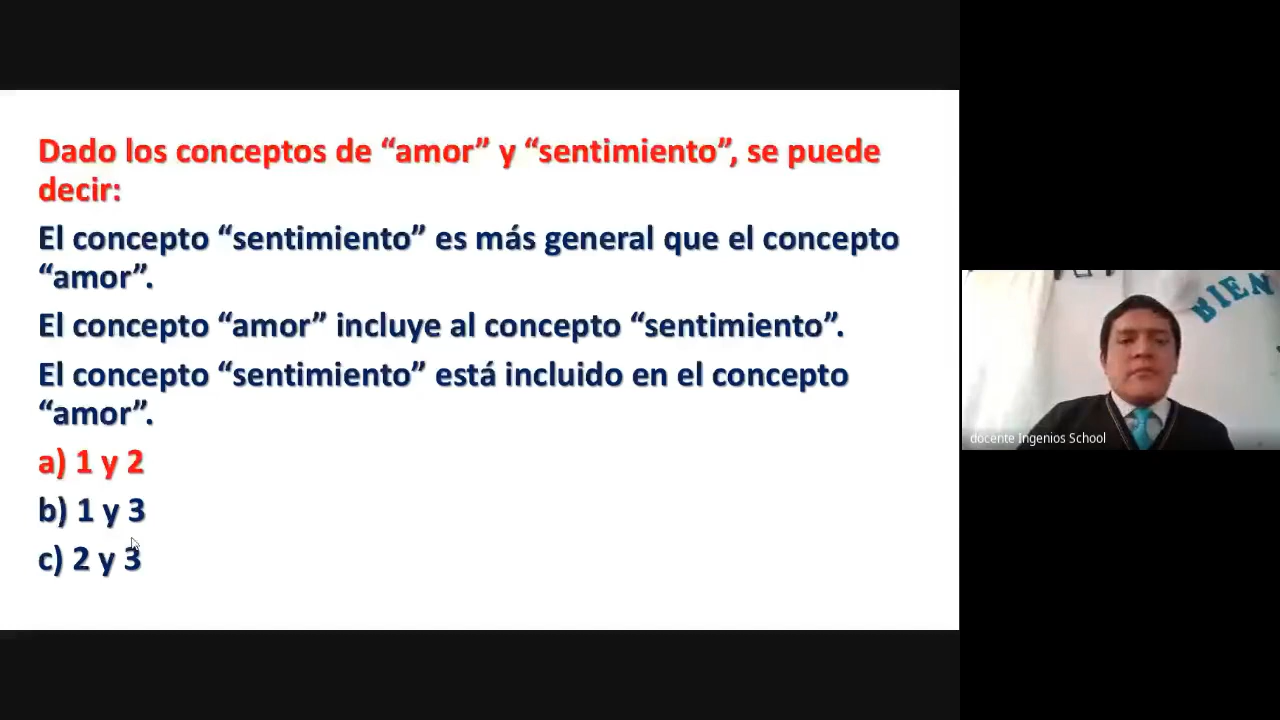 Dado los conceptos de “amor” y “sentimiento”, se puede
decir:
El concepto “sentimiento” es más general que el concepto
“amor”.
El concepto “amor” incluye al concepto “sentimiento”.
El concepto “sentimiento” está incluido en el concepto
“amor”.
a) 1 y 2
b) 1 y 3
c) 2 y 3
BIEN
docente Ingenios School